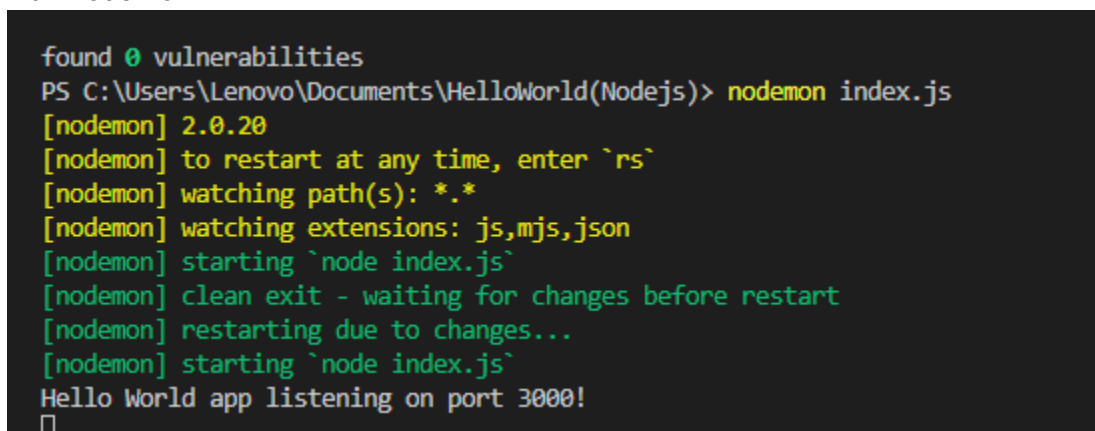 found 0 vulnerabilities
PS C:\Users\Lenovo\Documents\HelloWorld(Nodejs)> nodemon index.js
[nodemon] 2.0.20
[nodemon] to restart at any time, enter `rs`
[nodemon] watching path(s): *.*
[nodemon] watching extensions: js,mjs,json
[nodemon] starting `node index.js`
[nodemon] clean exit - waiting for changes before restart
[nodemon] restarting due to changes...
[nodemon] starting `node index.js`
Hello World app listening on port 3000!